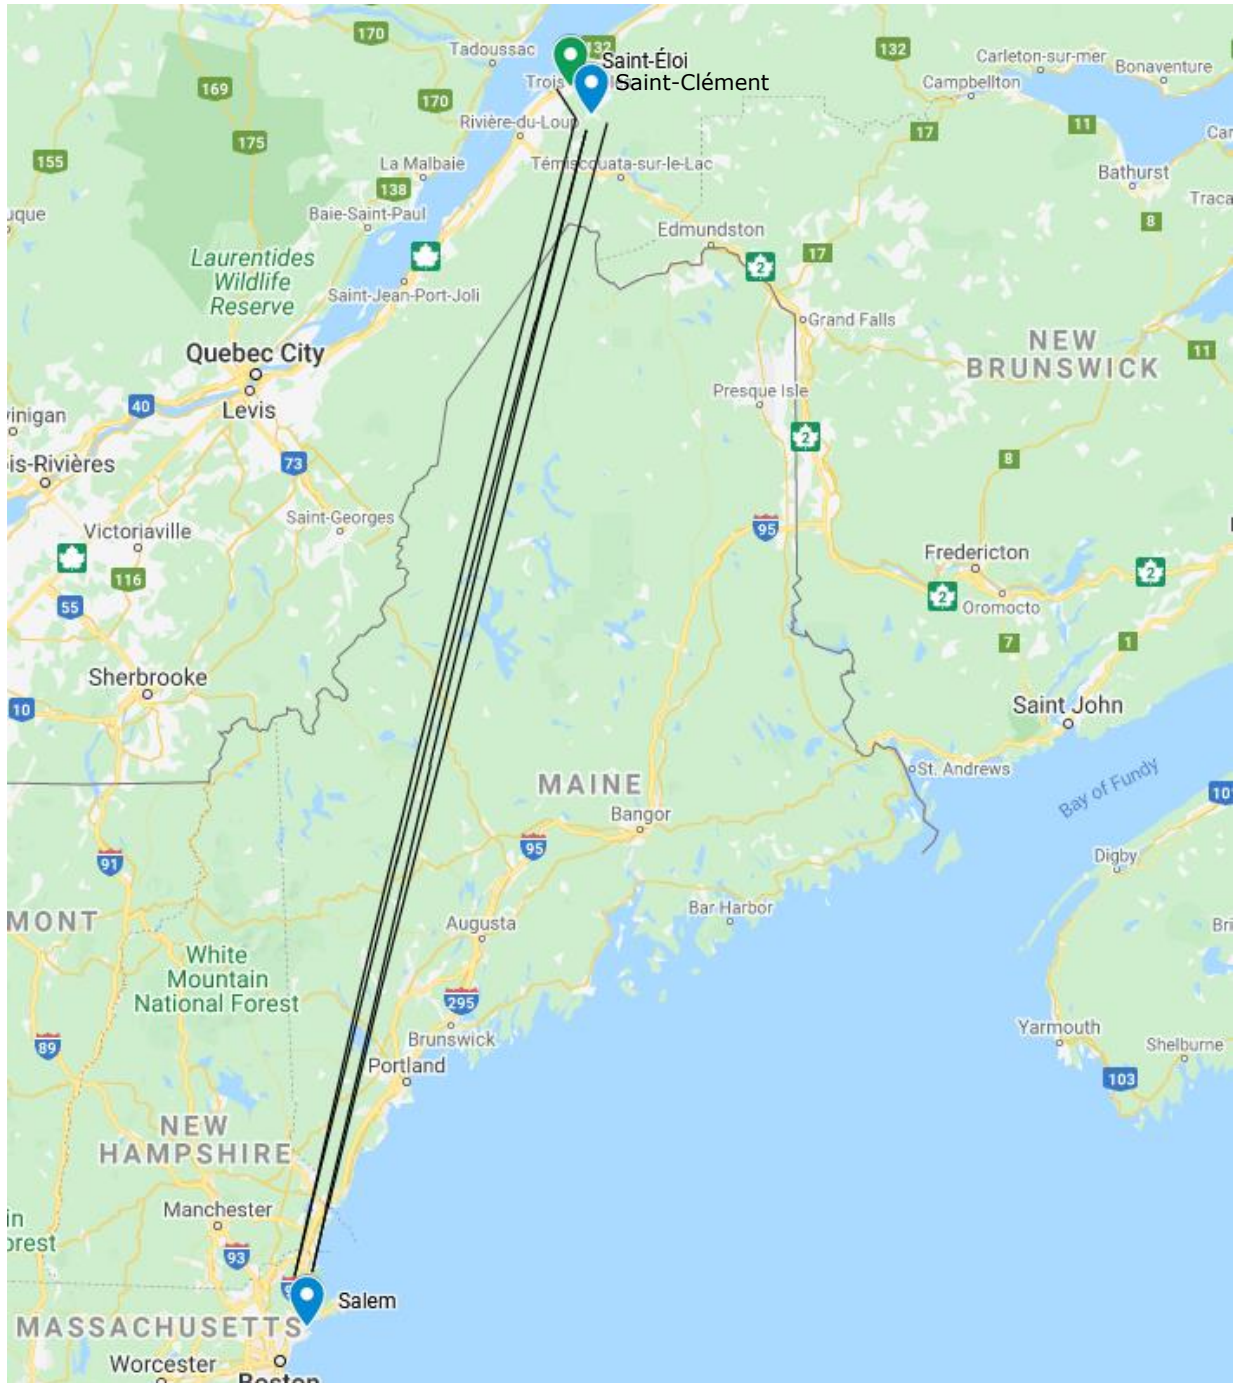 170
132
132
Tadoussac
Saint-Éloi
Carleton-sur-mer
Bonaventure
Trois
Saint-Clément
Campbellton
169
170
Rivière-du-Loup
17
11
175
155
La Malbaie
Témiscouata-sur-le-Lac
Bathurst
138
Baie-Saint-Paul
8
Edmundston
17
2
Laurentides
Wildlife
Reserve
Saint-Jean-Port-Joli
Grand Falls
Quebec City
NEW
BRUNSWICK
11
Levis
Presque Isle
40
2
73
8
is-Rivières
Saint-Georges
95
Victoriaville
Fredericton
116
2
2
55
Oromocto
7
1
Sherbrooke
10
Saint John
St. Andrews
MAINE
Bay of Fundy
Bangor
95
91
Digby
MONT
Augusta
Bar Harbor
White
Mountain
National Forest
295
Brunswick
Yarmouth
89
Shelburne
Portland
103
NEW
HAMPSHIRE
Manchester
93
Salem
MASSACHUSETTS
Worcester
Boston